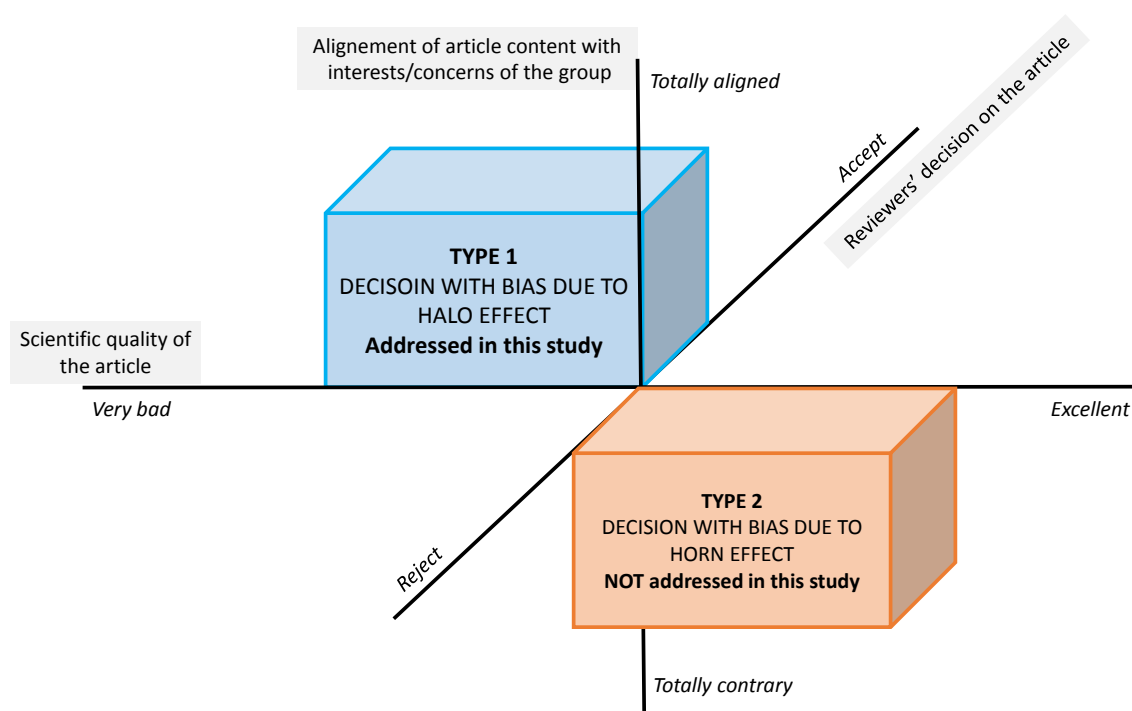 Alignement of article content with
interests/concerns of the group
Totally aligned
Accept
Reviewers' decision on the article
TYPE 1
DECISOIN WITH BIAS DUE TO
HALO EFFECT
Addressed in this study
Scientific quality of
the article
Very bad
Excellent
TYPE 2
DECISION WITH BIAS DUE TO
HORN EFFECT
NOT addressed in this study
Reject
Totally contrary